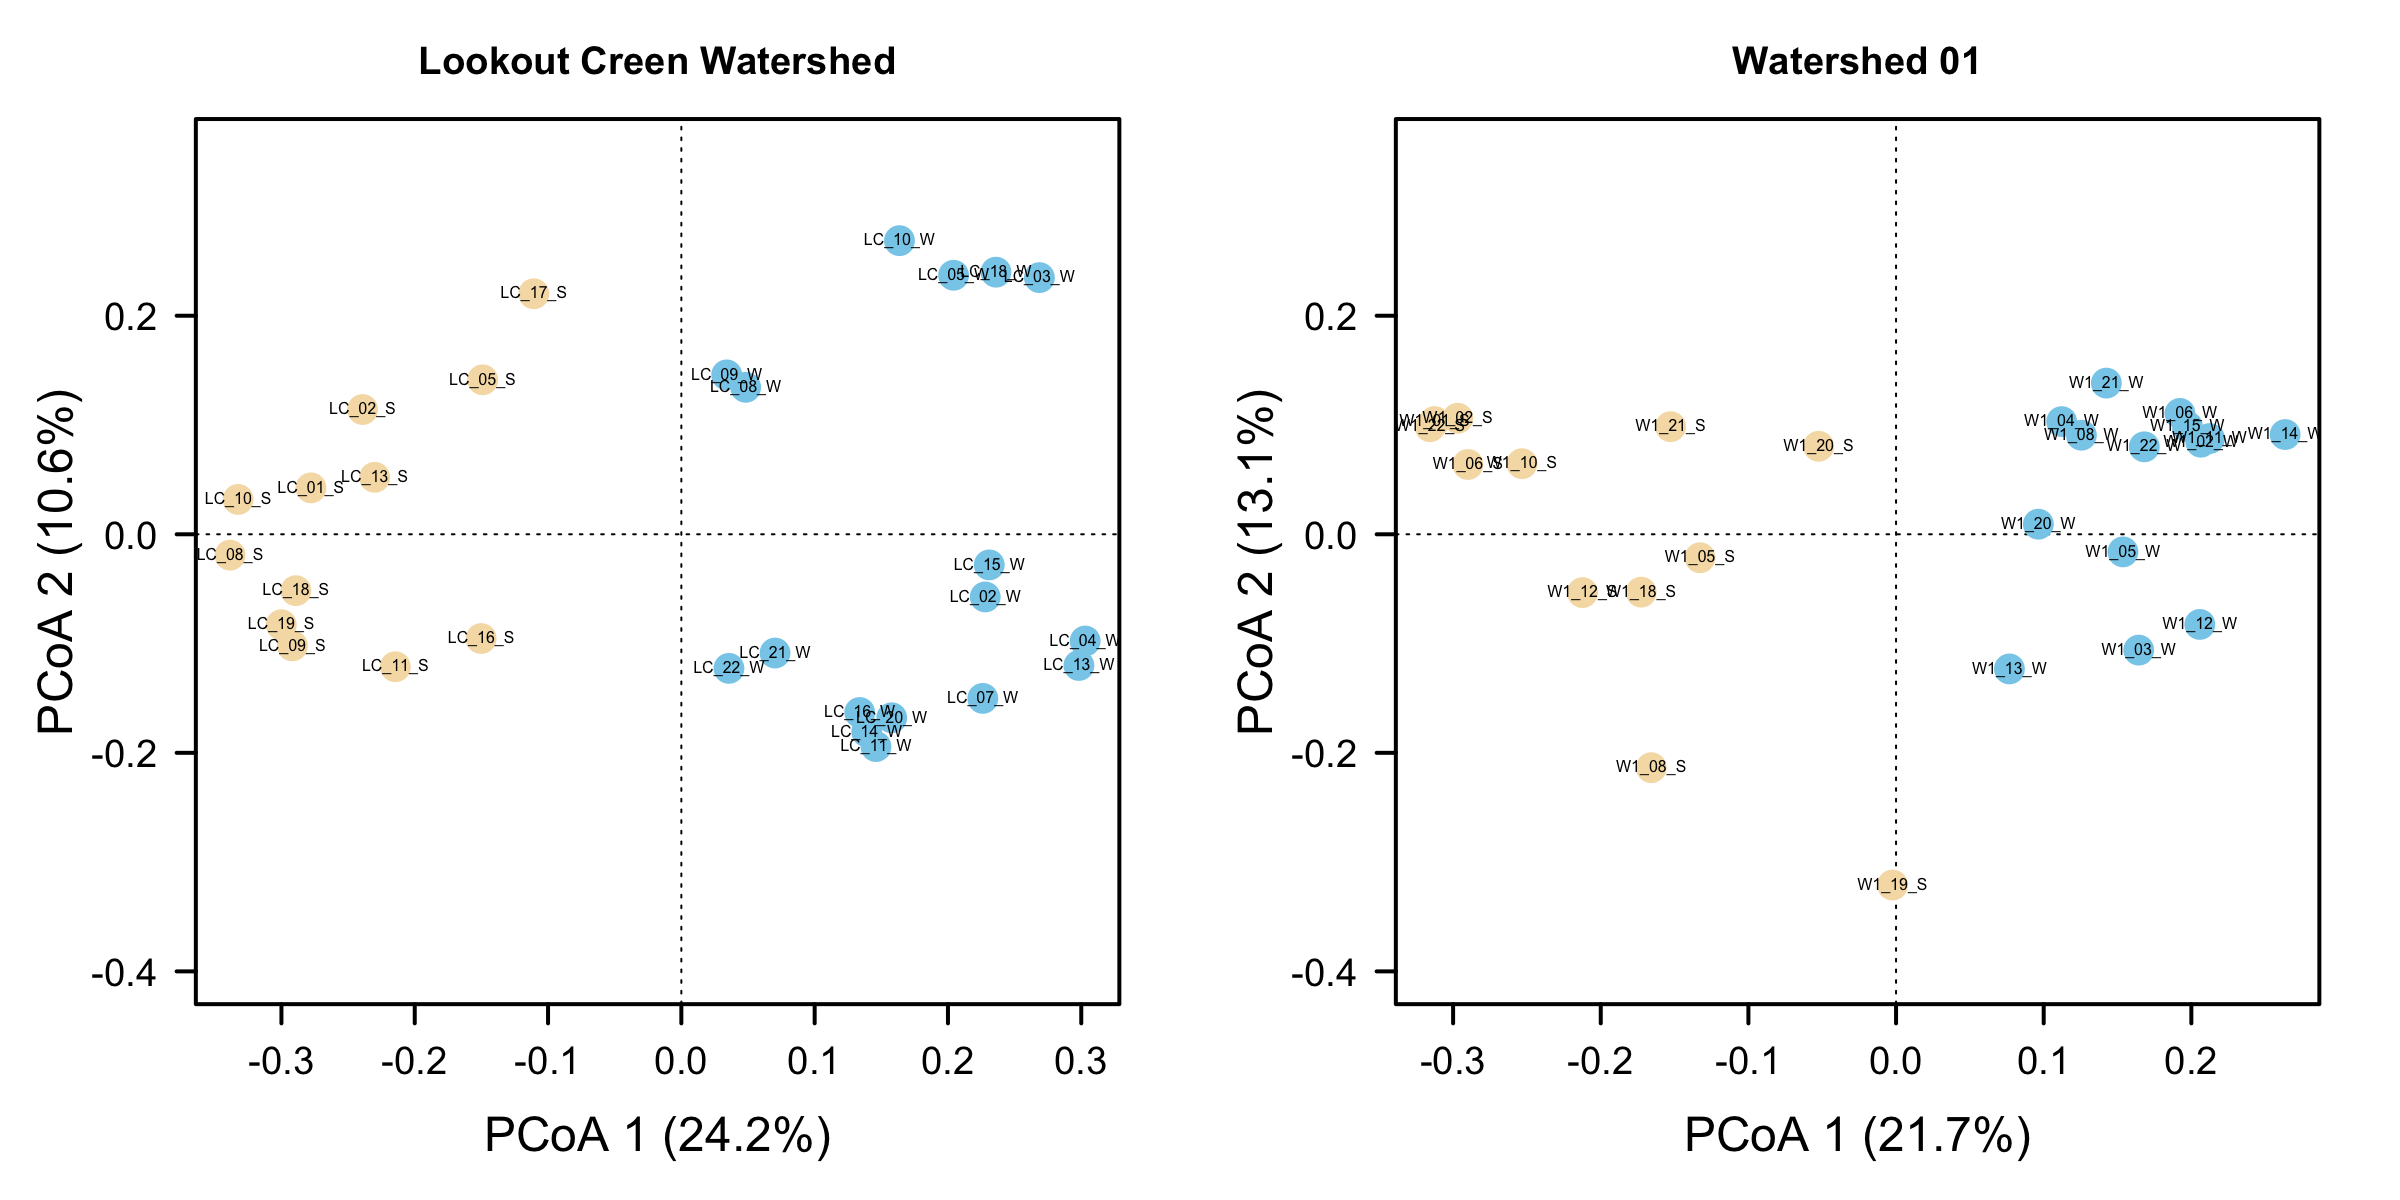 Lookout Creen Watershed
PCoA 2 (10.6%)
0.2
0.0
-0.2
-0.4
LC_10_W
LC_05_W
LC_18_W
LC_03_W
LC_17_S
LC_09_W
LC_08_W
LC_05_S
LC_02_S
LC_13_S
LC_01_S
LC_10_S
LC_08_S
LC_15_W
LC_18_S
LC_02_W
LC_19_S
LC_09_S
LC_16_S
LC_04_W
LC_11_S
LC_21_W
LC_22_W
LC_13_W
LC_07_W
LC_16_W
LC_20_W
LC_14_W
LC_11_W
-0.3
-0.2
-0.1
0.0
0.1
0.2
0.3
PCoA 1 (24.2%)
Watershed 01
PCoA 2 (13.1%)
0.2
0.0
-0.2
-0.4
W1_21_W
W1_02_S
W1_01_S
W1_22_S
W1_21_S
W1_20_S
W1_06_S
W1_10_S
W1_06_W
W1_04_W
W1_15_W
W1_08_W
W1_22_W
W1_02_W
W1_11_W
W1_14_W
W1_20_W
W1_05_W
W1_05_S
W1_12_S
W1_18_S
W1_12_W
W1_03_W
W1_13_W
W1_08_S
W1_19_S
-0.3
-0.2
-0.1
0.0
0.1
0.2
PCoA 1 (21.7%)